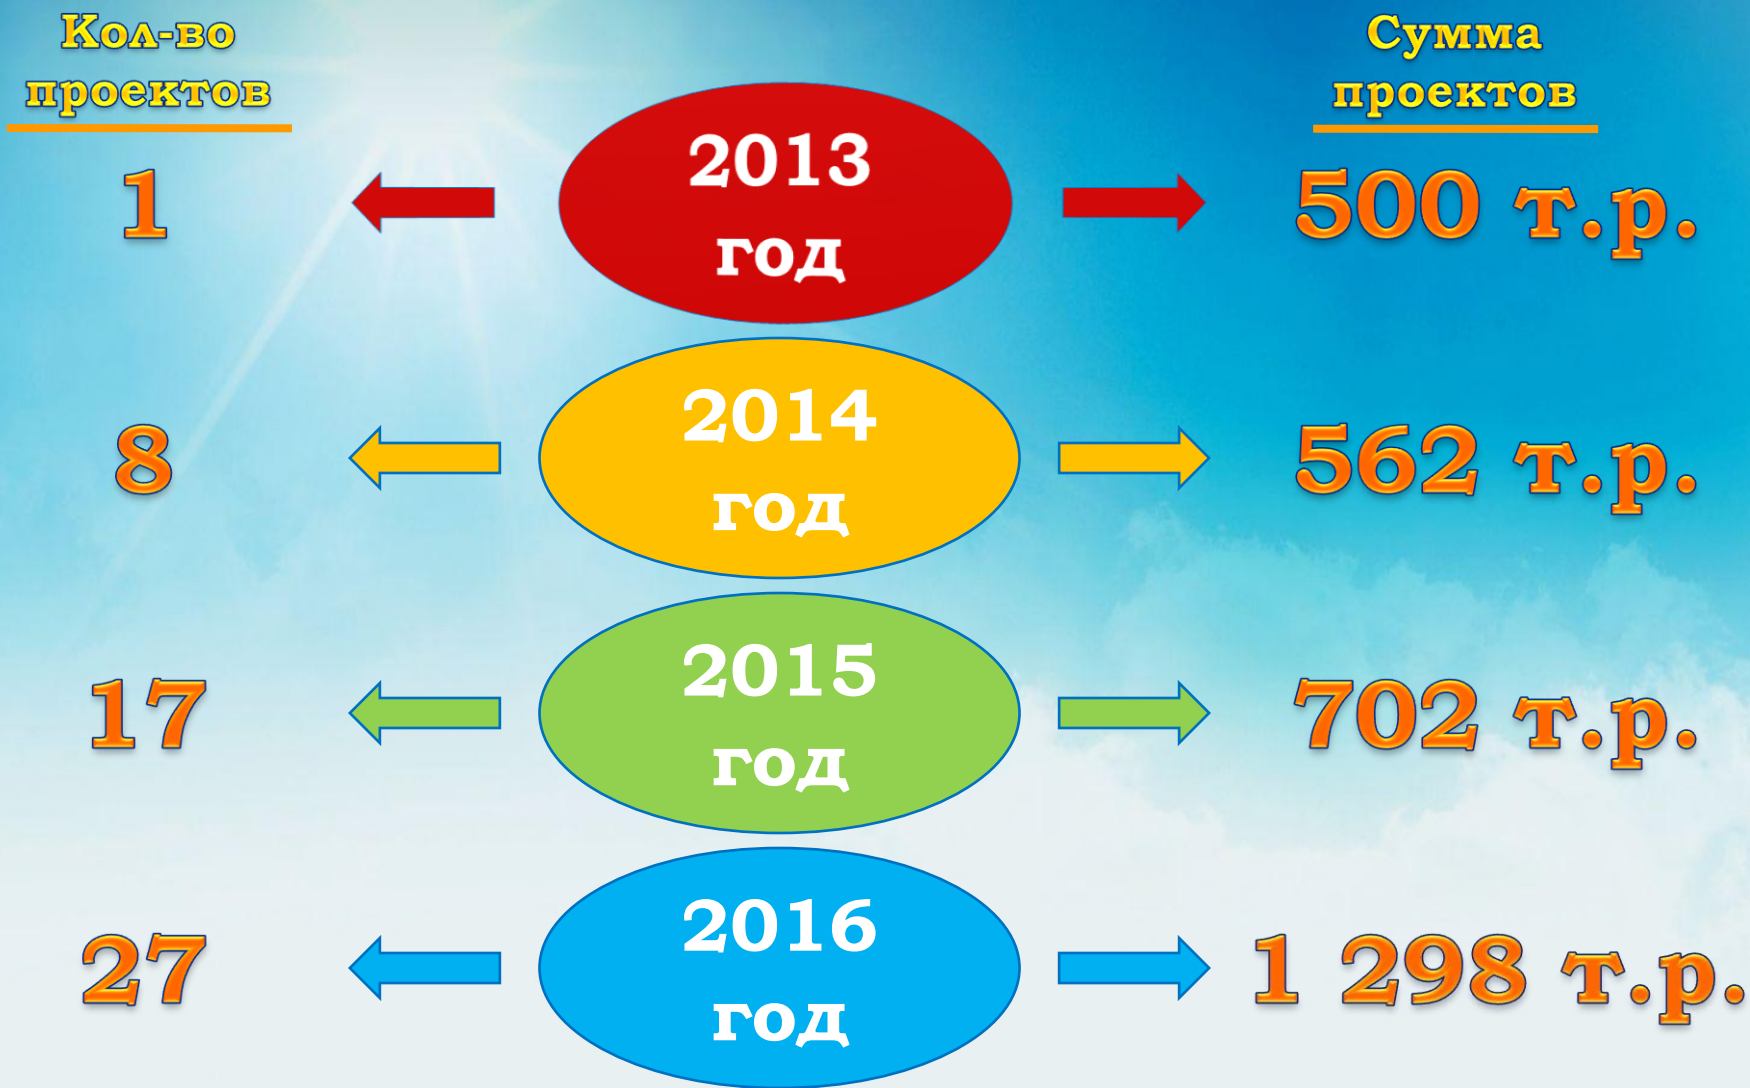 Кол-во
проектов
Сумма
проектов
1
2013
год
500 т.р.
8
2014
год
562 т.р.
17
2015
год
702 т.р.
27
2016
год
1 298 т.р.